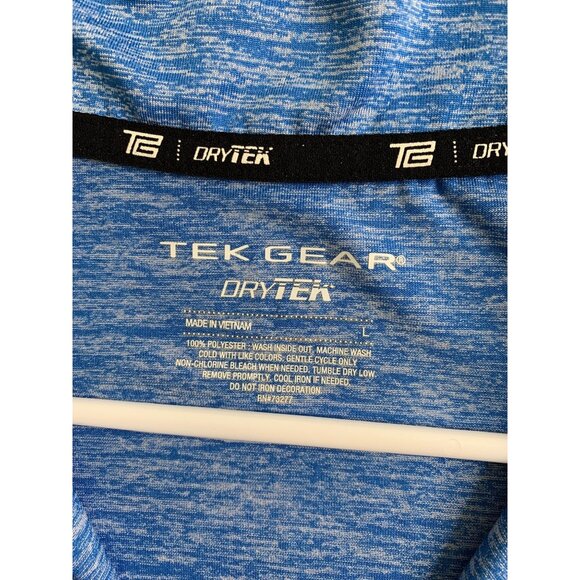 TG DRYTEK TG DRY
TEK GEAR®
DRYTEK
MADE IN VIETNAM L
100% POLYESTER : WASH INSIDE OUT. MACHINE WASH
COLD WITH LIKE COLORS. GENTLE CYCLE ONLY
NON-CHLORINE BLEACH WHEN NEEDED. TUMBLE DRY LOW.
REMOVE PROMPTLY. COOL IRON IF NEEDED.
DO NOT IRON DECORATION.
RN#73277